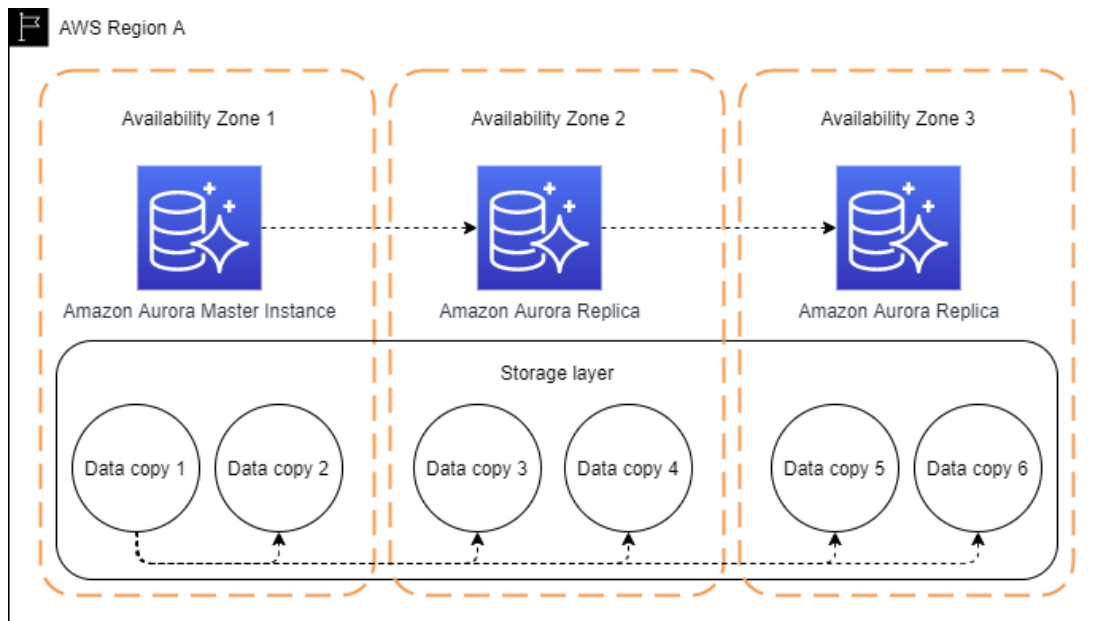 AWS Region A
Availability Zone 1
Availability Zone 2
Availability Zone 3
Amazon Aurora Master Instance
Amazon Aurora Replica
Amazon Aurora Replica
Storage layer
Data copy 1
Data copy 2
Data copy 3
Data copy 4
Data copy 5
Data copy 6